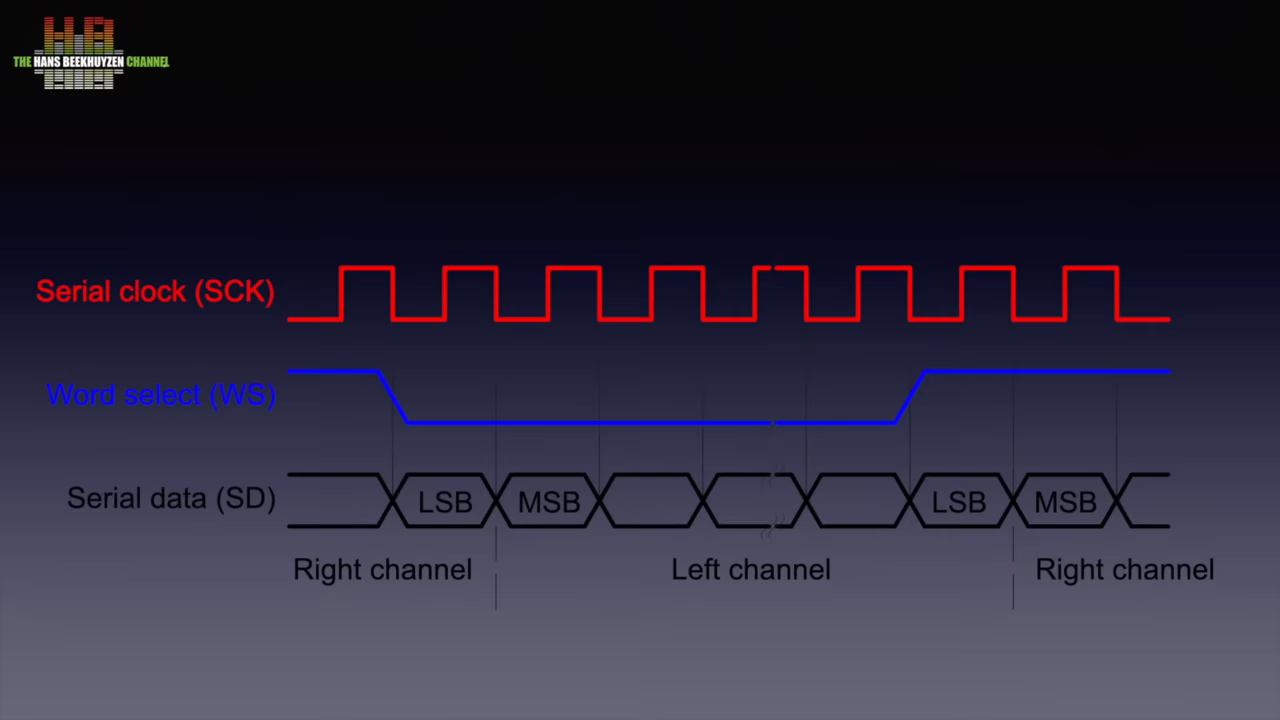 THE HANS BEEKHUYZEN CHANNEL
Serial clock (SCK)
Word select (WS)
Serial data (SD)
LSB MSB LSB MSB
Right channel Left channel Right channel